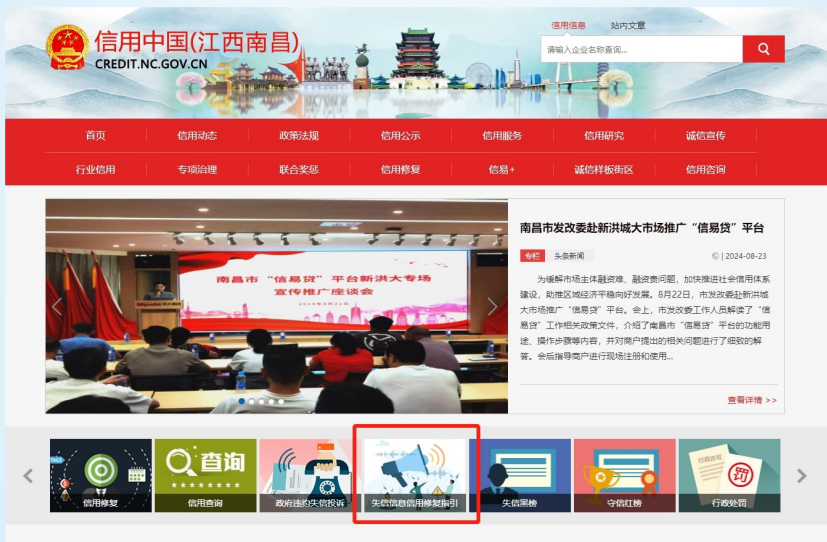 信用信息 站内文章
信用中国(江西南昌)
CREDIT.NC.GOV.CN
请输入企业名称查询...
首页 信用动态 政策法规 信用公示 信用服务 信用研究 诚信宣传
行业信用 专项治理 联合奖惩 信用修复 信易+ 诚信样板街区 信用咨询
南昌市“信易贷”平台新洪大专场
宣传推广座谈会
南昌市发改委赴新洪城大市场推广“信易贷”平台
专栏 头条新闻 | 2024-08-23
为缓解市场主体融资难、融资贵问题，加快推进社会信用体系
建设，助推区域经济平稳向好发展。8月22日，市发改委赴新洪城
大市场推广“信易贷”平台。会上，市发改委工作人员解读了“信
易贷”工作相关政策文件，介绍了南昌市“信易贷”平台的功能用
途、操作步骤等内容，并对商户提出的相关问题进行了细致的解
答。会后指导商户进行现场注册和使用...
查看详情 >>
TAGS
查询
行政许可
罚
信用修复 信用查询 政府违约失信投诉 失信信息信用修复指引 失信黑榜 守信红榜 行政处罚